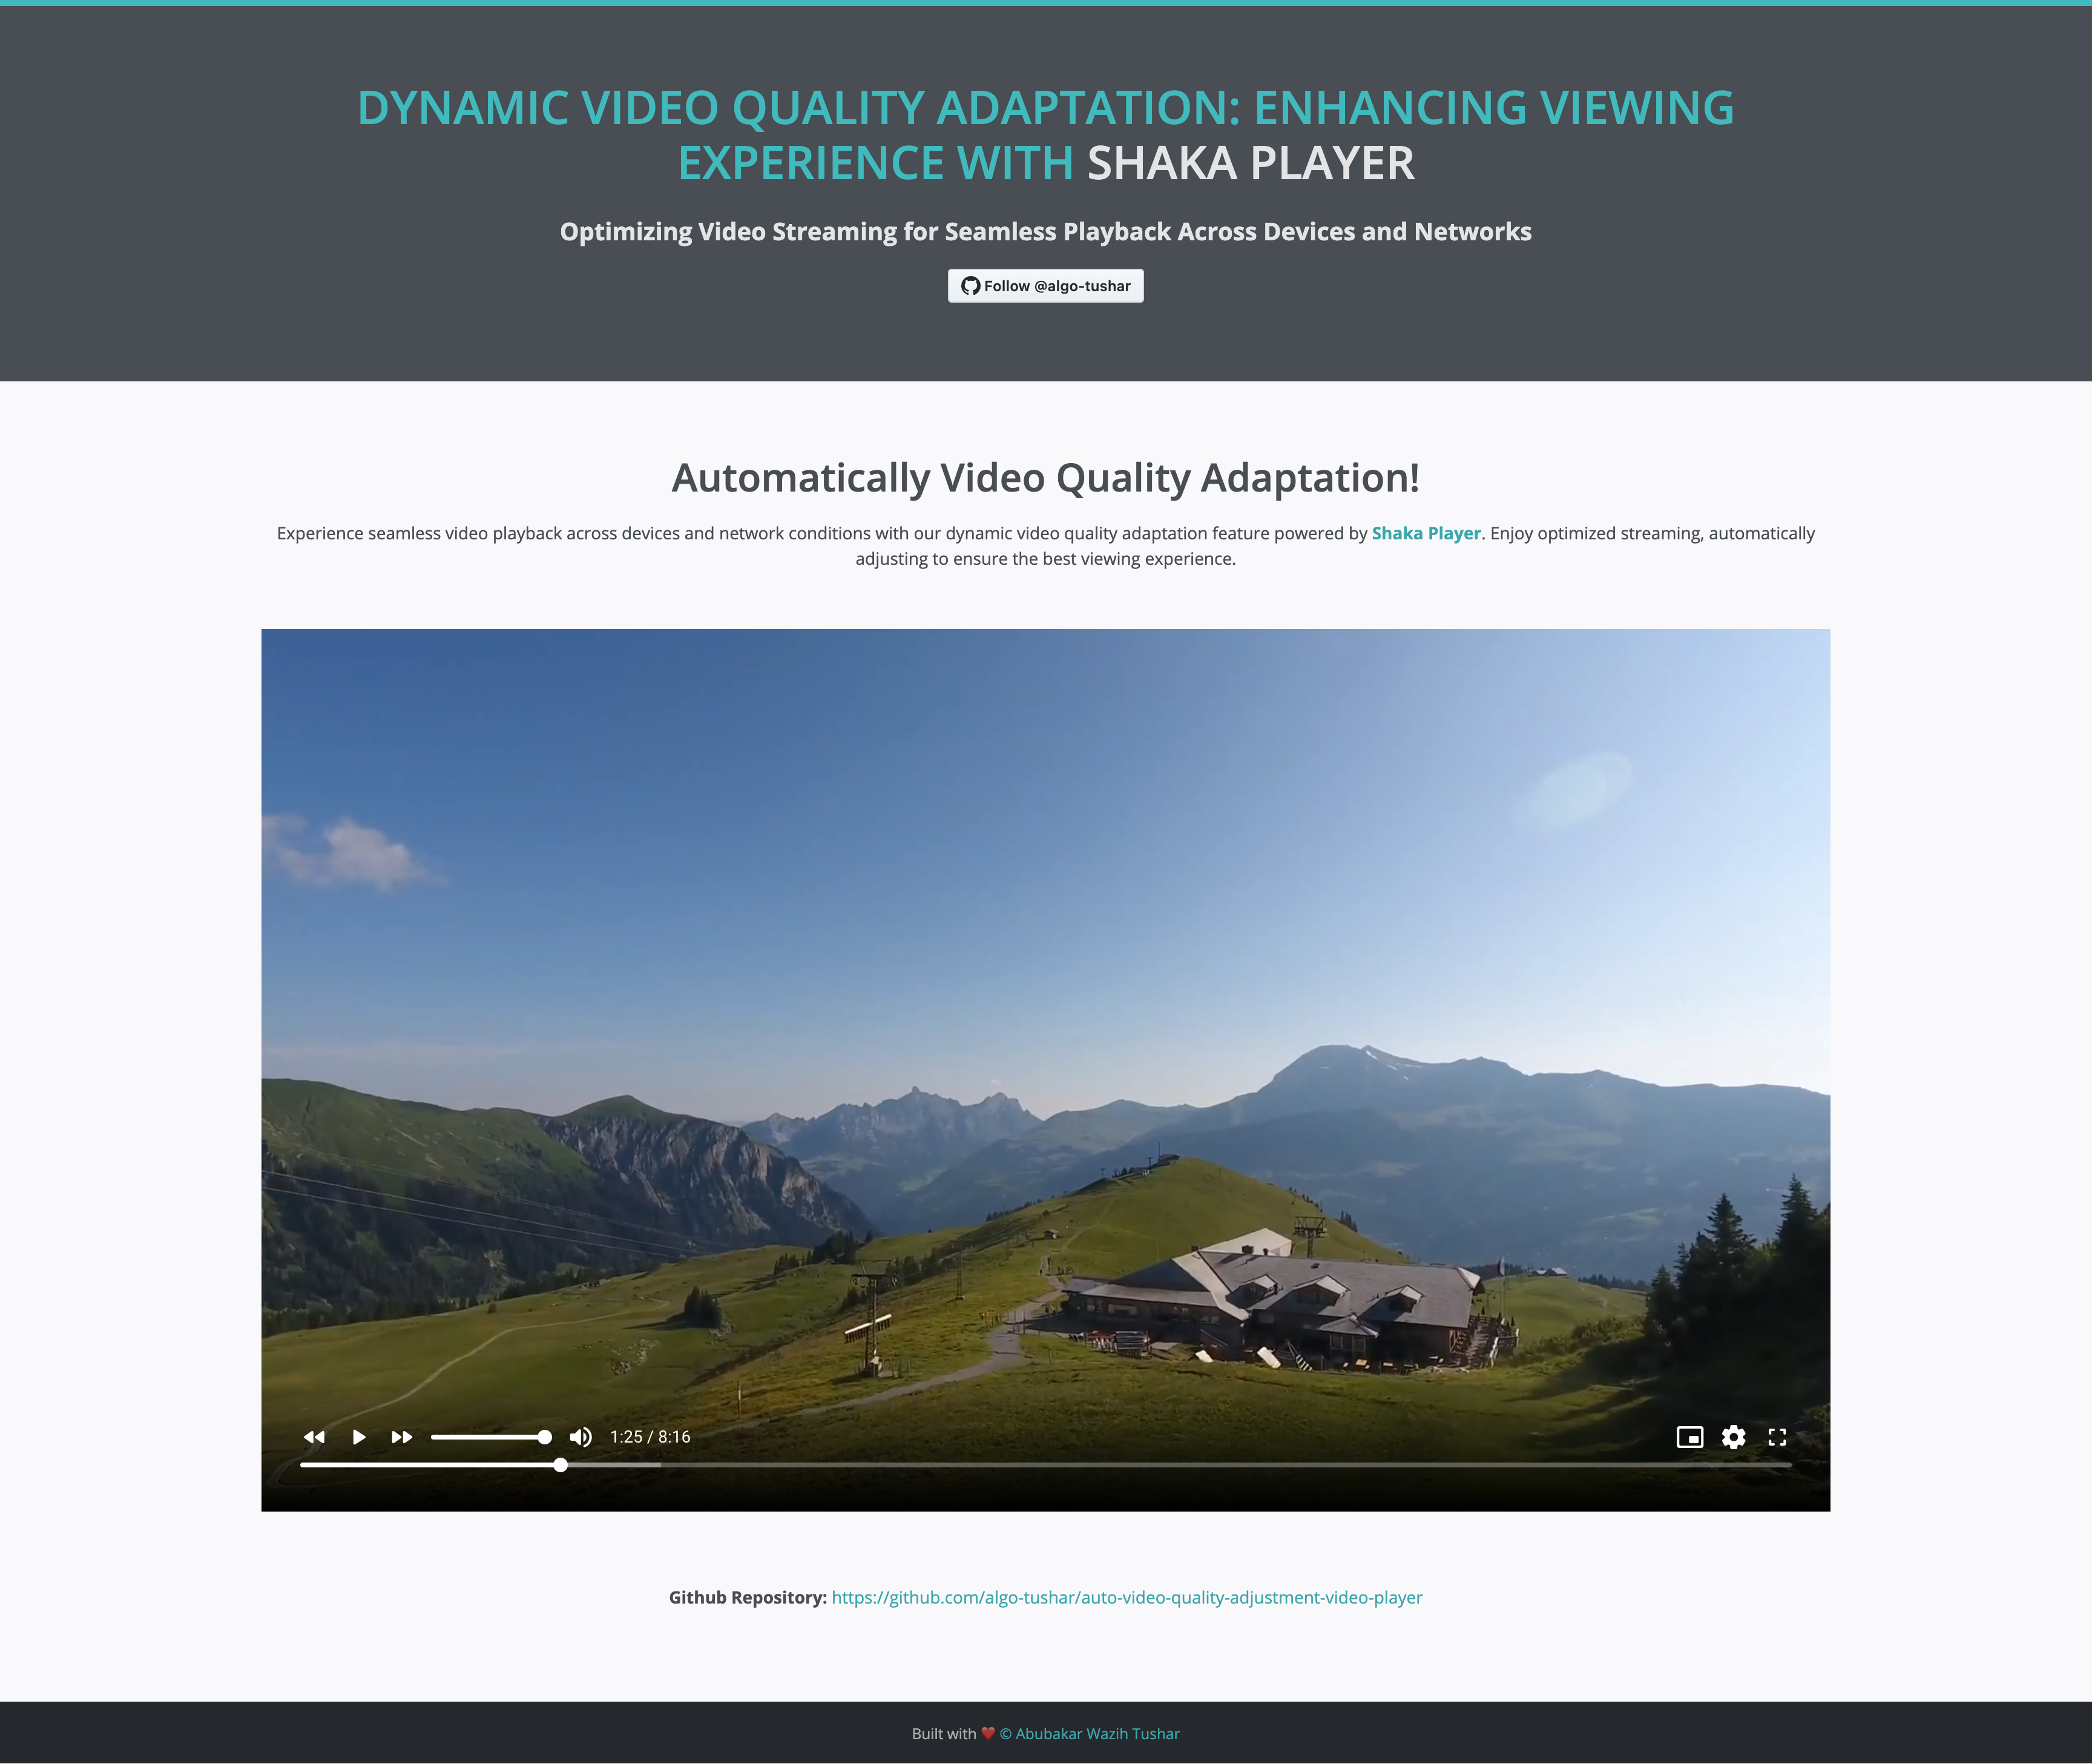 DYNAMIC VIDEO QUALITY ADAPTATION: ENHANCING VIEWING
EXPERIENCE WITH SHAKA PLAYER
Optimizing Video Streaming for Seamless Playback Across Devices and Networks
Follow @algo-tushar
Automatically Video Quality Adaptation!
Experience seamless video playback across devices and network conditions with our dynamic video quality adaptation feature powered by Shaka Player. Enjoy optimized streaming, automatically
adjusting to ensure the best viewing experience.
1:25 / 8:16
Github Repository: https://github.com/algo-tushar/auto-video-quality-adjustment-video-player
Built with ❤️ © Abubakar Wazih Tushar